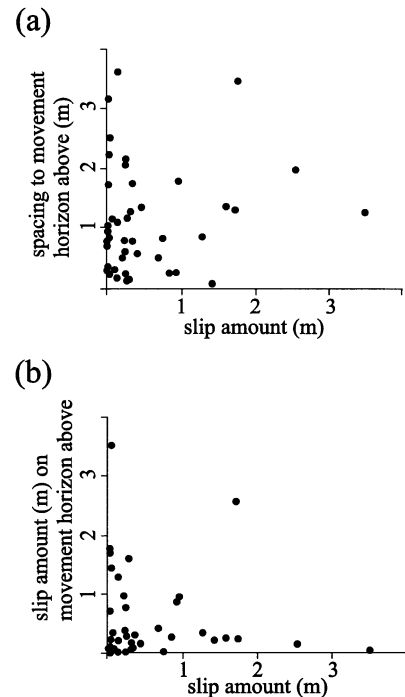 (a)
spacing to movement
horizon above (m)
3
2
1
1
2
3
slip amount (m)
(b)
slip amount (m) on
movement horizon above
3
2
1
1
2
3
slip amount (m)